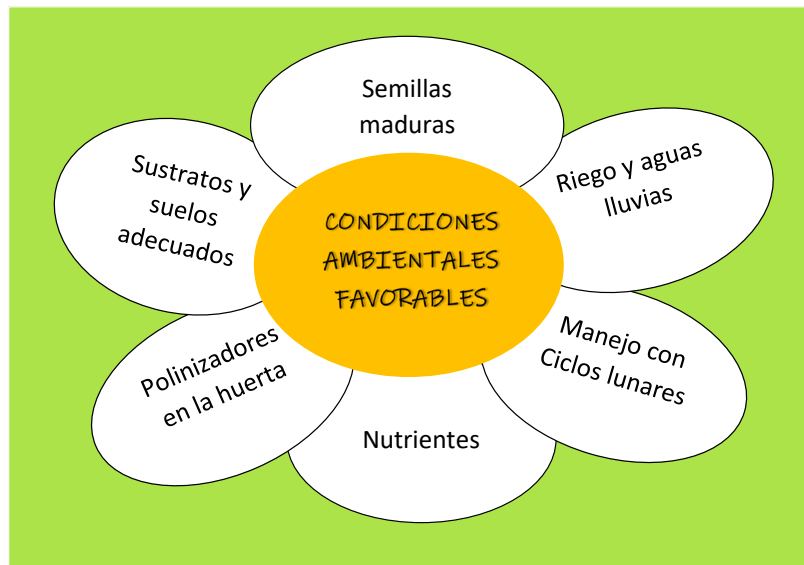 Semillas
maduras
Riego y aguas
lluvias
Sustratos y
suelos
adecuados
CONDICIONES
AMBIENTALES
FAVORABLES
Manejo con
Ciclos lunares
Polinizadores
en la huerta
Nutrientes